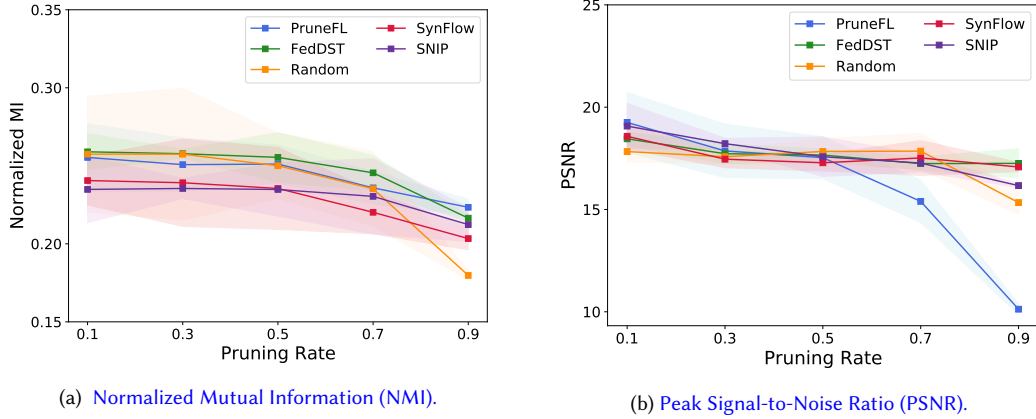 0.35
0.30
0.20
0.15
Normalized MI
PruneFL
FedDST
Random
SynFlow
SNIP
0.1 0.3 0.5 0.7 0.9
Pruning Rate
(a) Normalized Mutual Information (NMI).
25
20
15
10
PSNR
PruneFL
FedDST
Random
SynFlow
SNIP
0.1 0.3 0.5 0.7 0.9
Pruning Rate
(b) Peak Signal-to-Noise Ratio (PSNR).